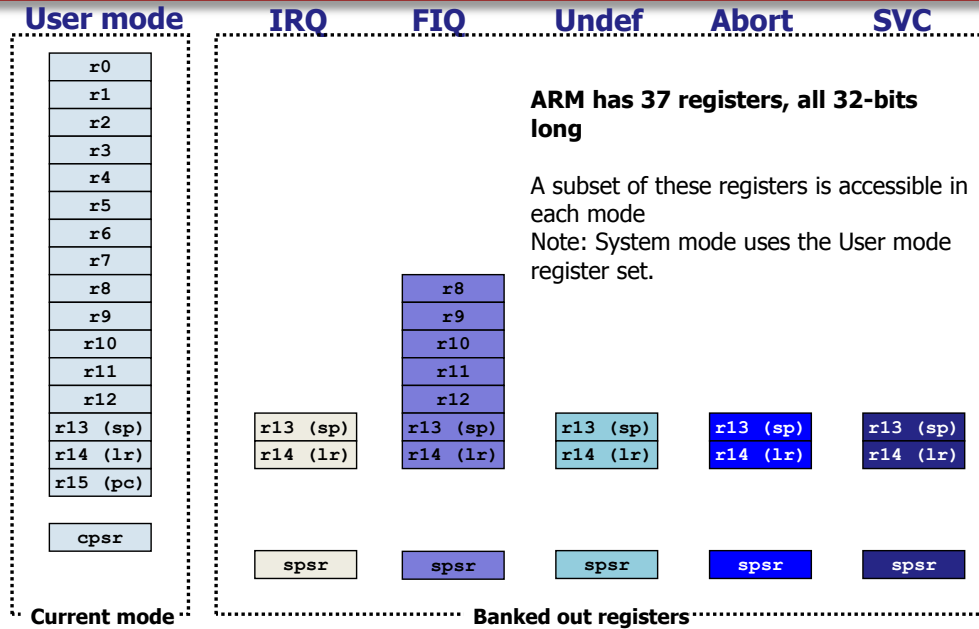 User mode IRQ FIQ Undef Abort SVC
r0
r1
r2
r3
r4
r5
r6
r7
r8
r9
r10
r11
r12
r13 (sp)
r14 (lr)
r15 (pc)
cpsr
Current mode
r13 (sp)
r14 (lr)
spsr
r8
r9
r10
r11
r12
r13 (sp)
r14 (lr)
spsr
ARM has 37 registers, all 32-bits
long
A subset of these registers is accessible in
each mode
Note: System mode uses the User mode
register set.
r13 (sp)
r14 (lr)
spsr
r13 (sp)
r14 (lr)
spsr
r13 (sp)
r14 (lr)
spsr
Banked out registers